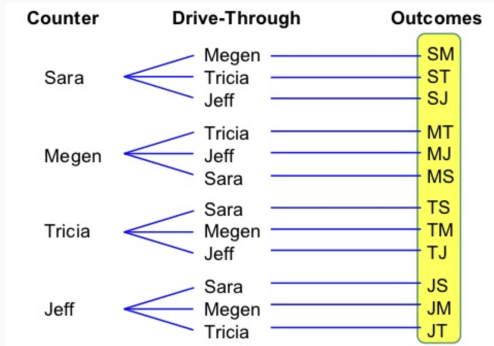 Counter Drive-Through Outcomes
Megen SM
Sara Tricia ST
Jeff SJ
Tricia MT
Megen Jeff MJ
Sara MS
Sara TS
Tricia Megen TM
Jeff TJ
Sara JS
Jeff Megen JM
Tricia JT